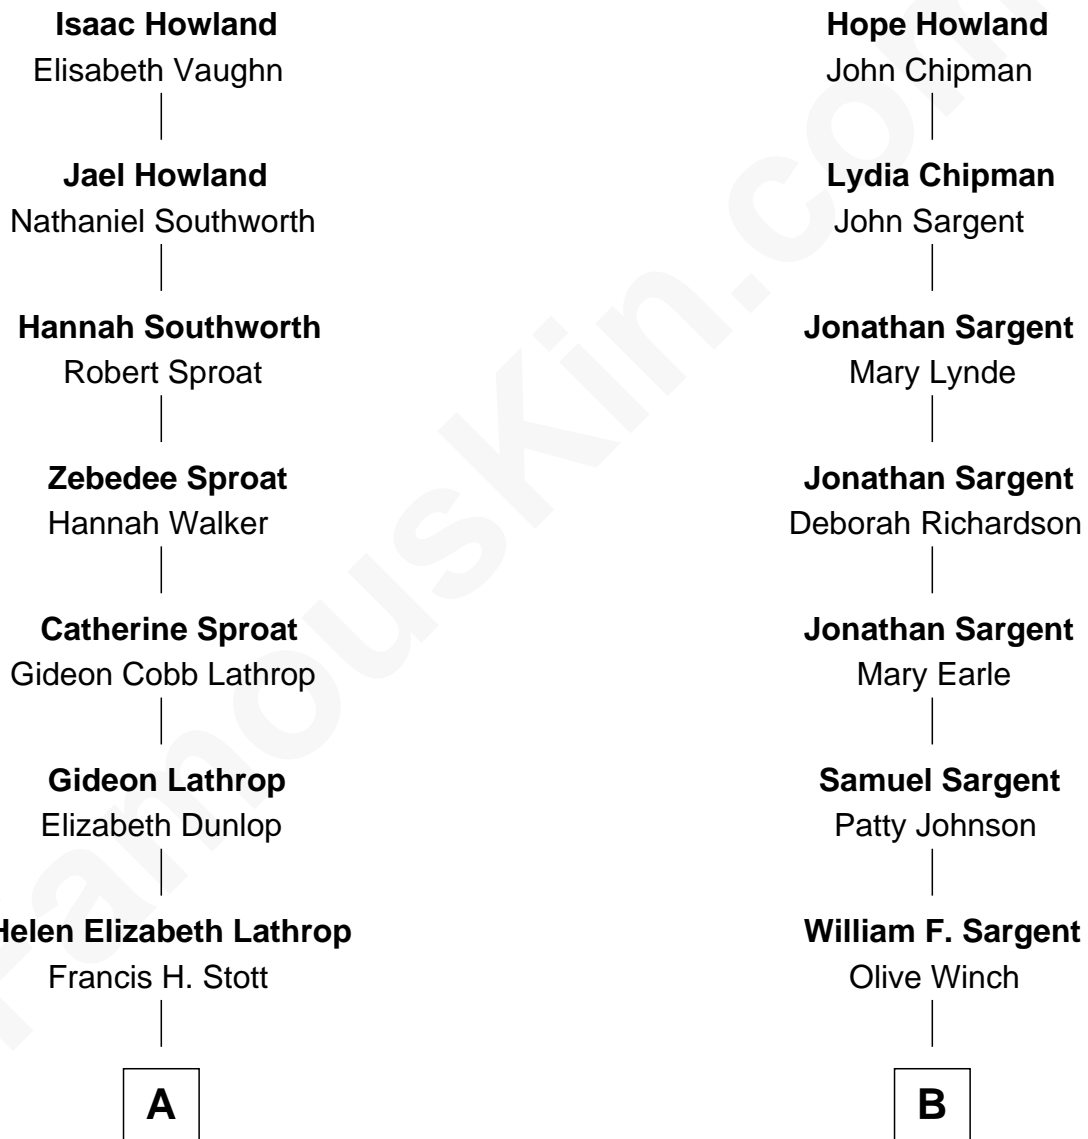 Isaac Howland
Elisabeth Vaughn
Jael Howland
Nathaniel Southworth
Hannah Southworth
Robert Sproat
Zebedee Sproat
Hannah Walker
Catherine Sproat
Gideon Cobb Lathrop
Gideon Lathrop
Elizabeth Dunlop
Helen Elizabeth Lathrop
Francis H. Stott
A
Hope Howland
John Chipman
Lydia Chipman
John Sargent
Jonathan Sargent
Mary Lynde
Jonathan Sargent
Deborah Richardson
Jonathan Sargent
Mary Earle
Samuel Sargent
Patty Johnson
William F. Sargent
Olive Winch
B
FamousKin.com